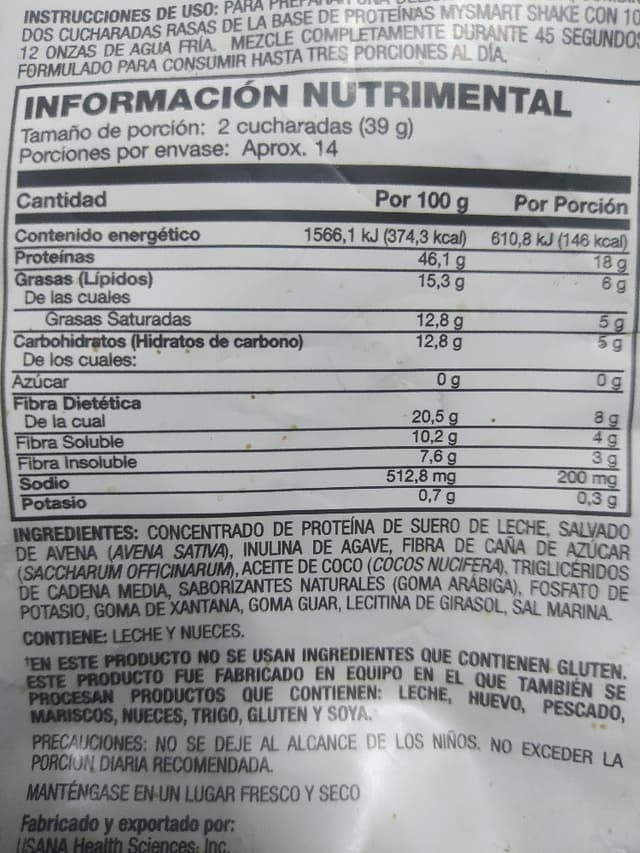 INSTRUCCIONES DE USO: PARA
DOS CUCHARADAS RASAS DE LA BASE DE PROTEÍNAS MYSMART SHAKE CON 10
12 ONZAS DE AGUA FRÍA. MEZCLE COMPLETAMENTE DURANTE 45 SEGUNDOS
FORMULADO PARA CONSUMIR HASTA TRES PORCIONES AL DÍA.
INFORMACIÓN NUTRIMENTAL
Tamaño de porción: 2 cucharadas (39 g)
Porciones por envase: Aprox. 14
Cantidad Por 100 g Por Porción
Contenido energético 1566,1 kJ (374,3 kcal) 610,8 kJ (146 kcal)
Proteínas 46,1 g 18 g
Grasas (Lípidos) 15,3 g 6 g
De las cuales
Grasas Saturadas 12,8 g 5 g
Carbohidratos (Hidratos de carbono) 12,8 g 5 g
De los cuales:
Azúcar 0 g 0 g
Fibra Dietética 20,5 g 8 g
De la cual
Fibra Soluble 10,2 g 4 g
Fibra Insoluble 7,6 g 3 g
Sodio 512,8 mg 200 mg
Potasio 0,7 g 0,3 g
INGREDIENTES: CONCENTRADO DE PROTEÍNA DE SUERO DE LECHE, SALVADO
DE AVENA (AVENA SATIVA), INULINA DE AGAVE, FIBRA DE CAÑA DE AZÚCAR
(SACCHARUM OFFICINARUM), ACEITE DE COCO (COCOS NUCIFERA), TRIGLICÉRIDOS
DE CADENA MEDIA, SABORIZANTES NATURALES (GOMA ARÁBIGA), FOSFATO DE
POTASIO, GOMA DE XANTANA, GOMA GUAR, LECITINA DE GIRASOL, SAL MARINA.
CONTIENE: LECHE Y NUECES.
†EN ESTE PRODUCTO NO SE USAN INGREDIENTES QUE CONTIENEN GLUTEN.
ESTE PRODUCTO FUE FABRICADO EN EQUIPO EN EL QUE TAMBIÉN SE
PROCESAN PRODUCTOS QUE CONTIENEN: LECHE, HUEVO, PESCADO,
MARISCOS, NUECES, TRIGO, GLUTEN Y SOYA.
PRECAUCIONES: NO SE DEJE AL ALCANCE DE LOS NIÑOS. NO EXCEDER LA
PORCIÓN DIARIA RECOMENDADA.
MANTÉNGASE EN UN LUGAR FRESCO Y SECO
Fabricado y exportado por:
USANA Health Sciences, Inc.